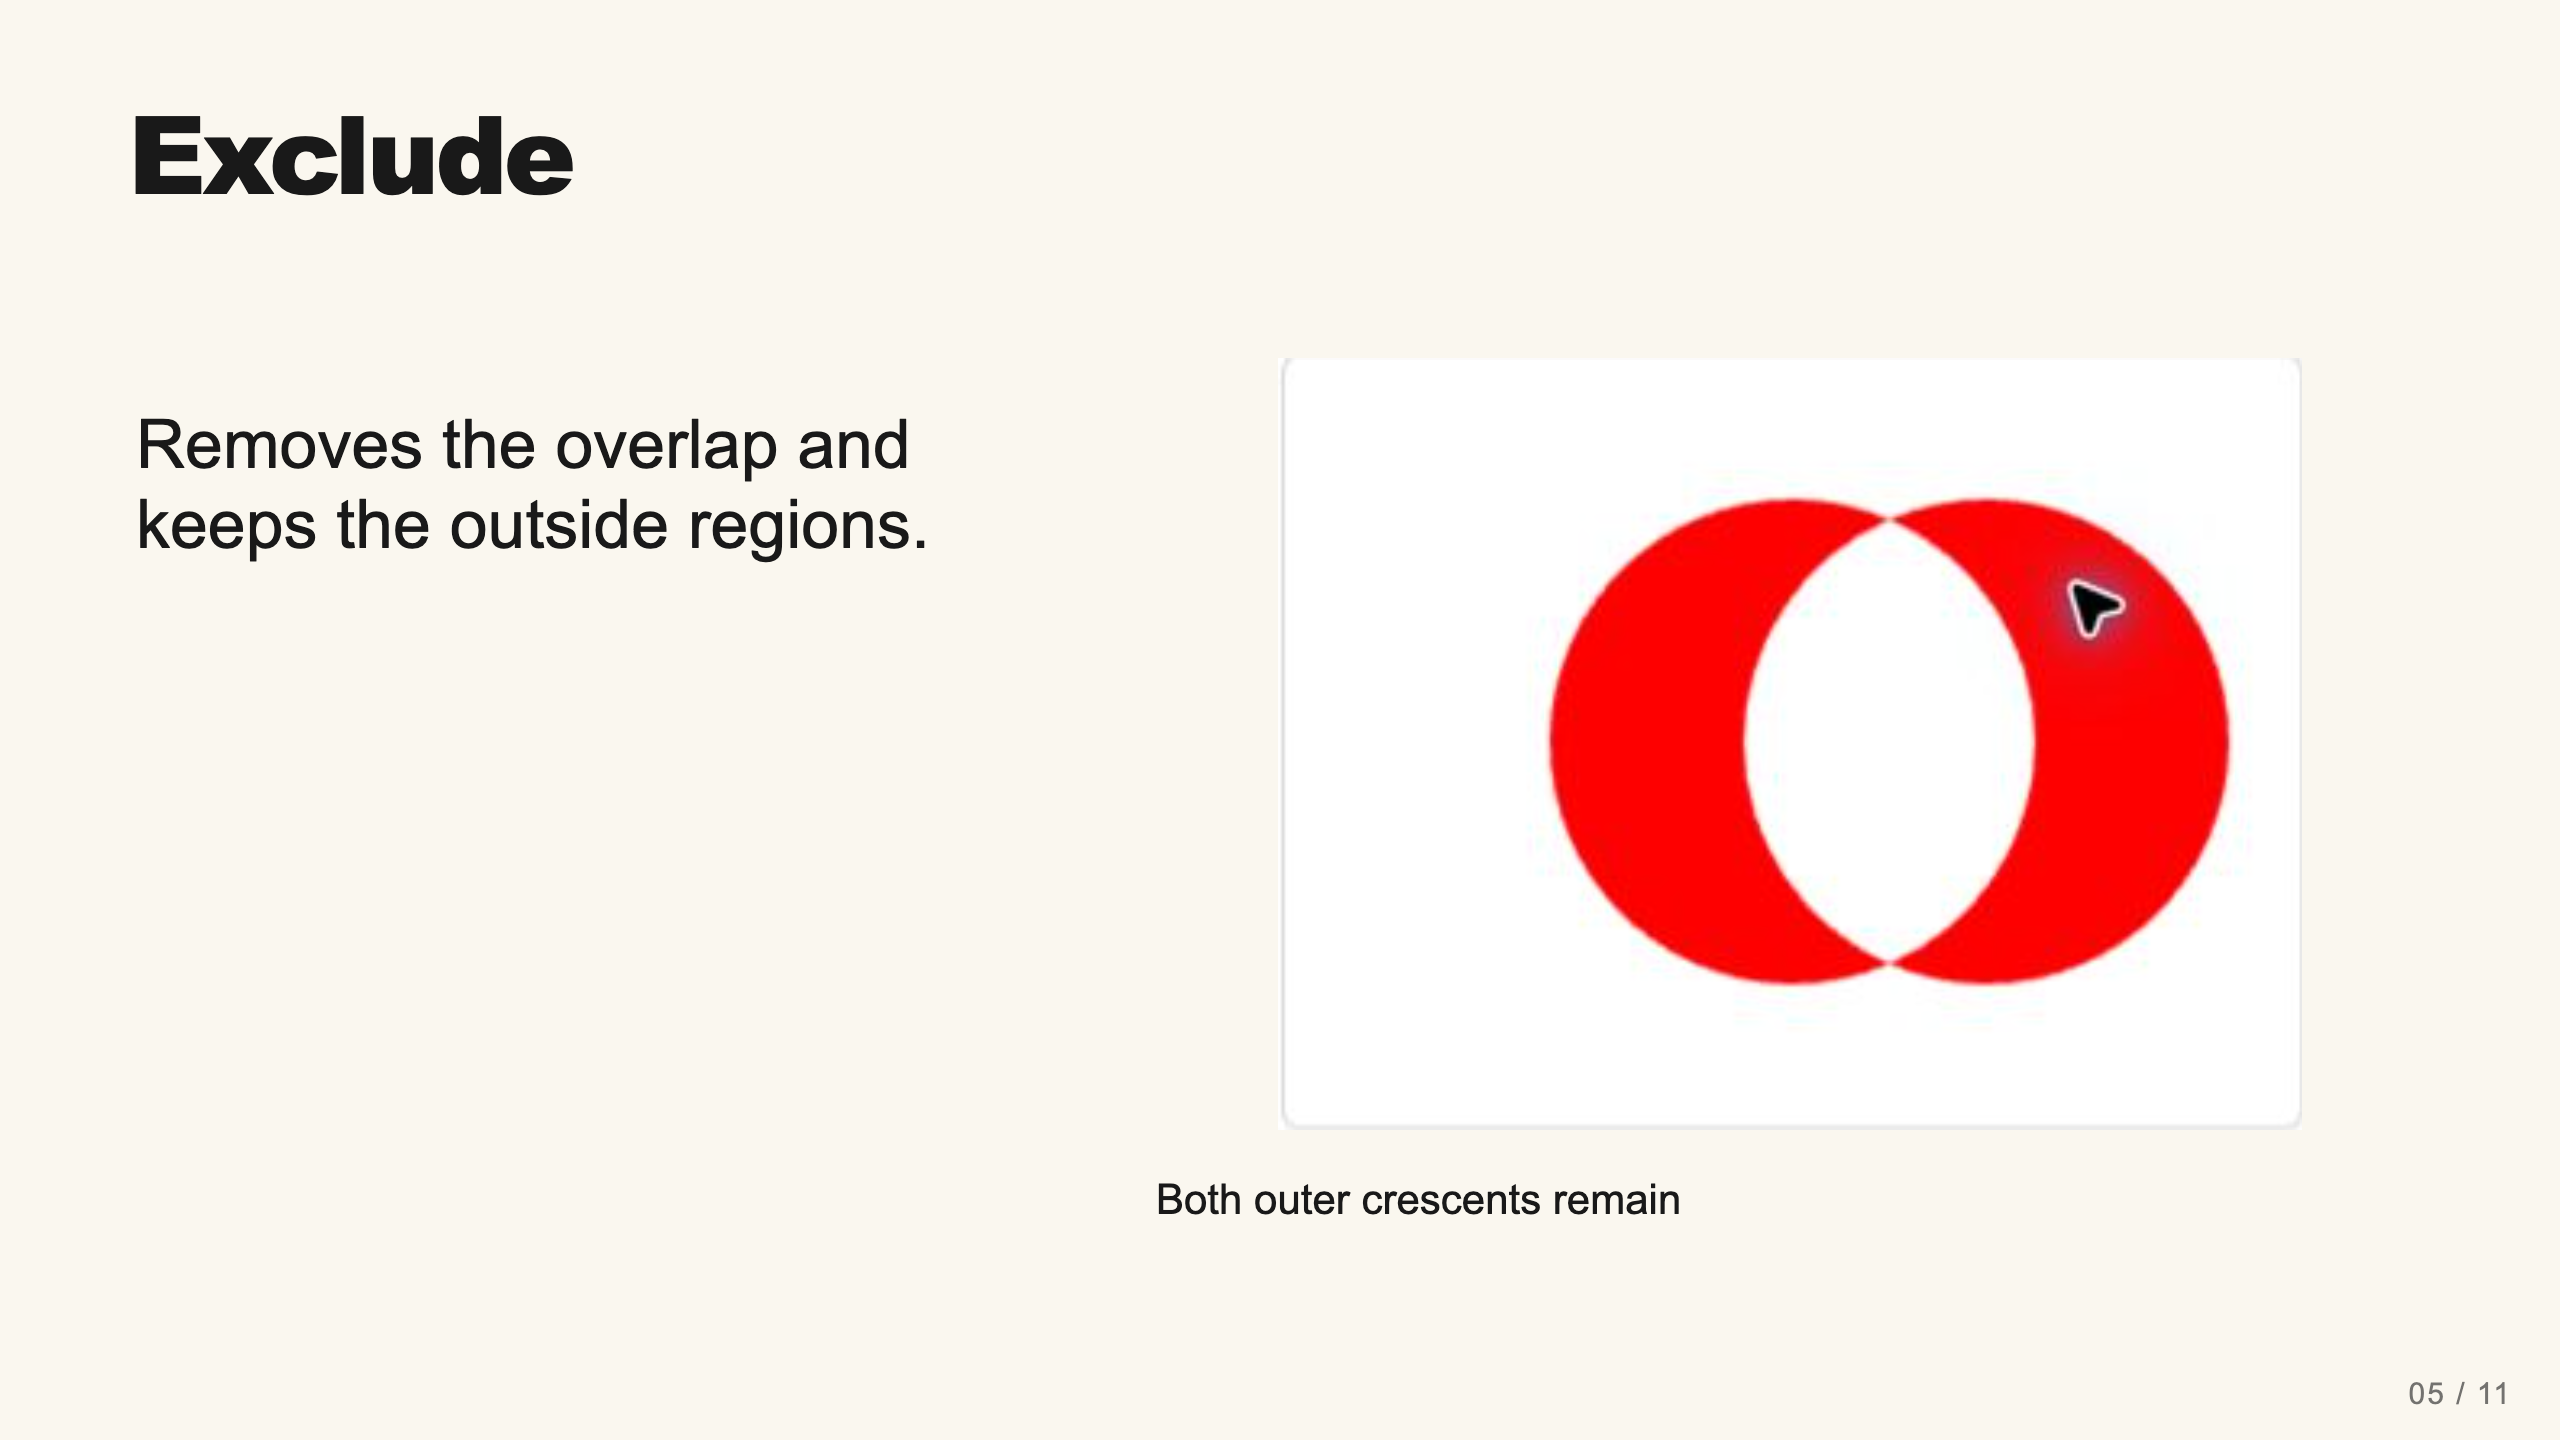 Exclude
Removes the overlap and
keeps the outside regions.
Both outer crescents remain
05 / 11